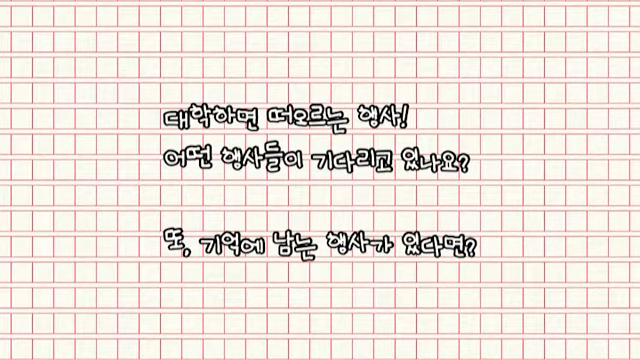 대학하면 떠오르는 행사!
어떤 행사들이 기다리고 있나요?
또, 기억에 남는 행사가 있다면?